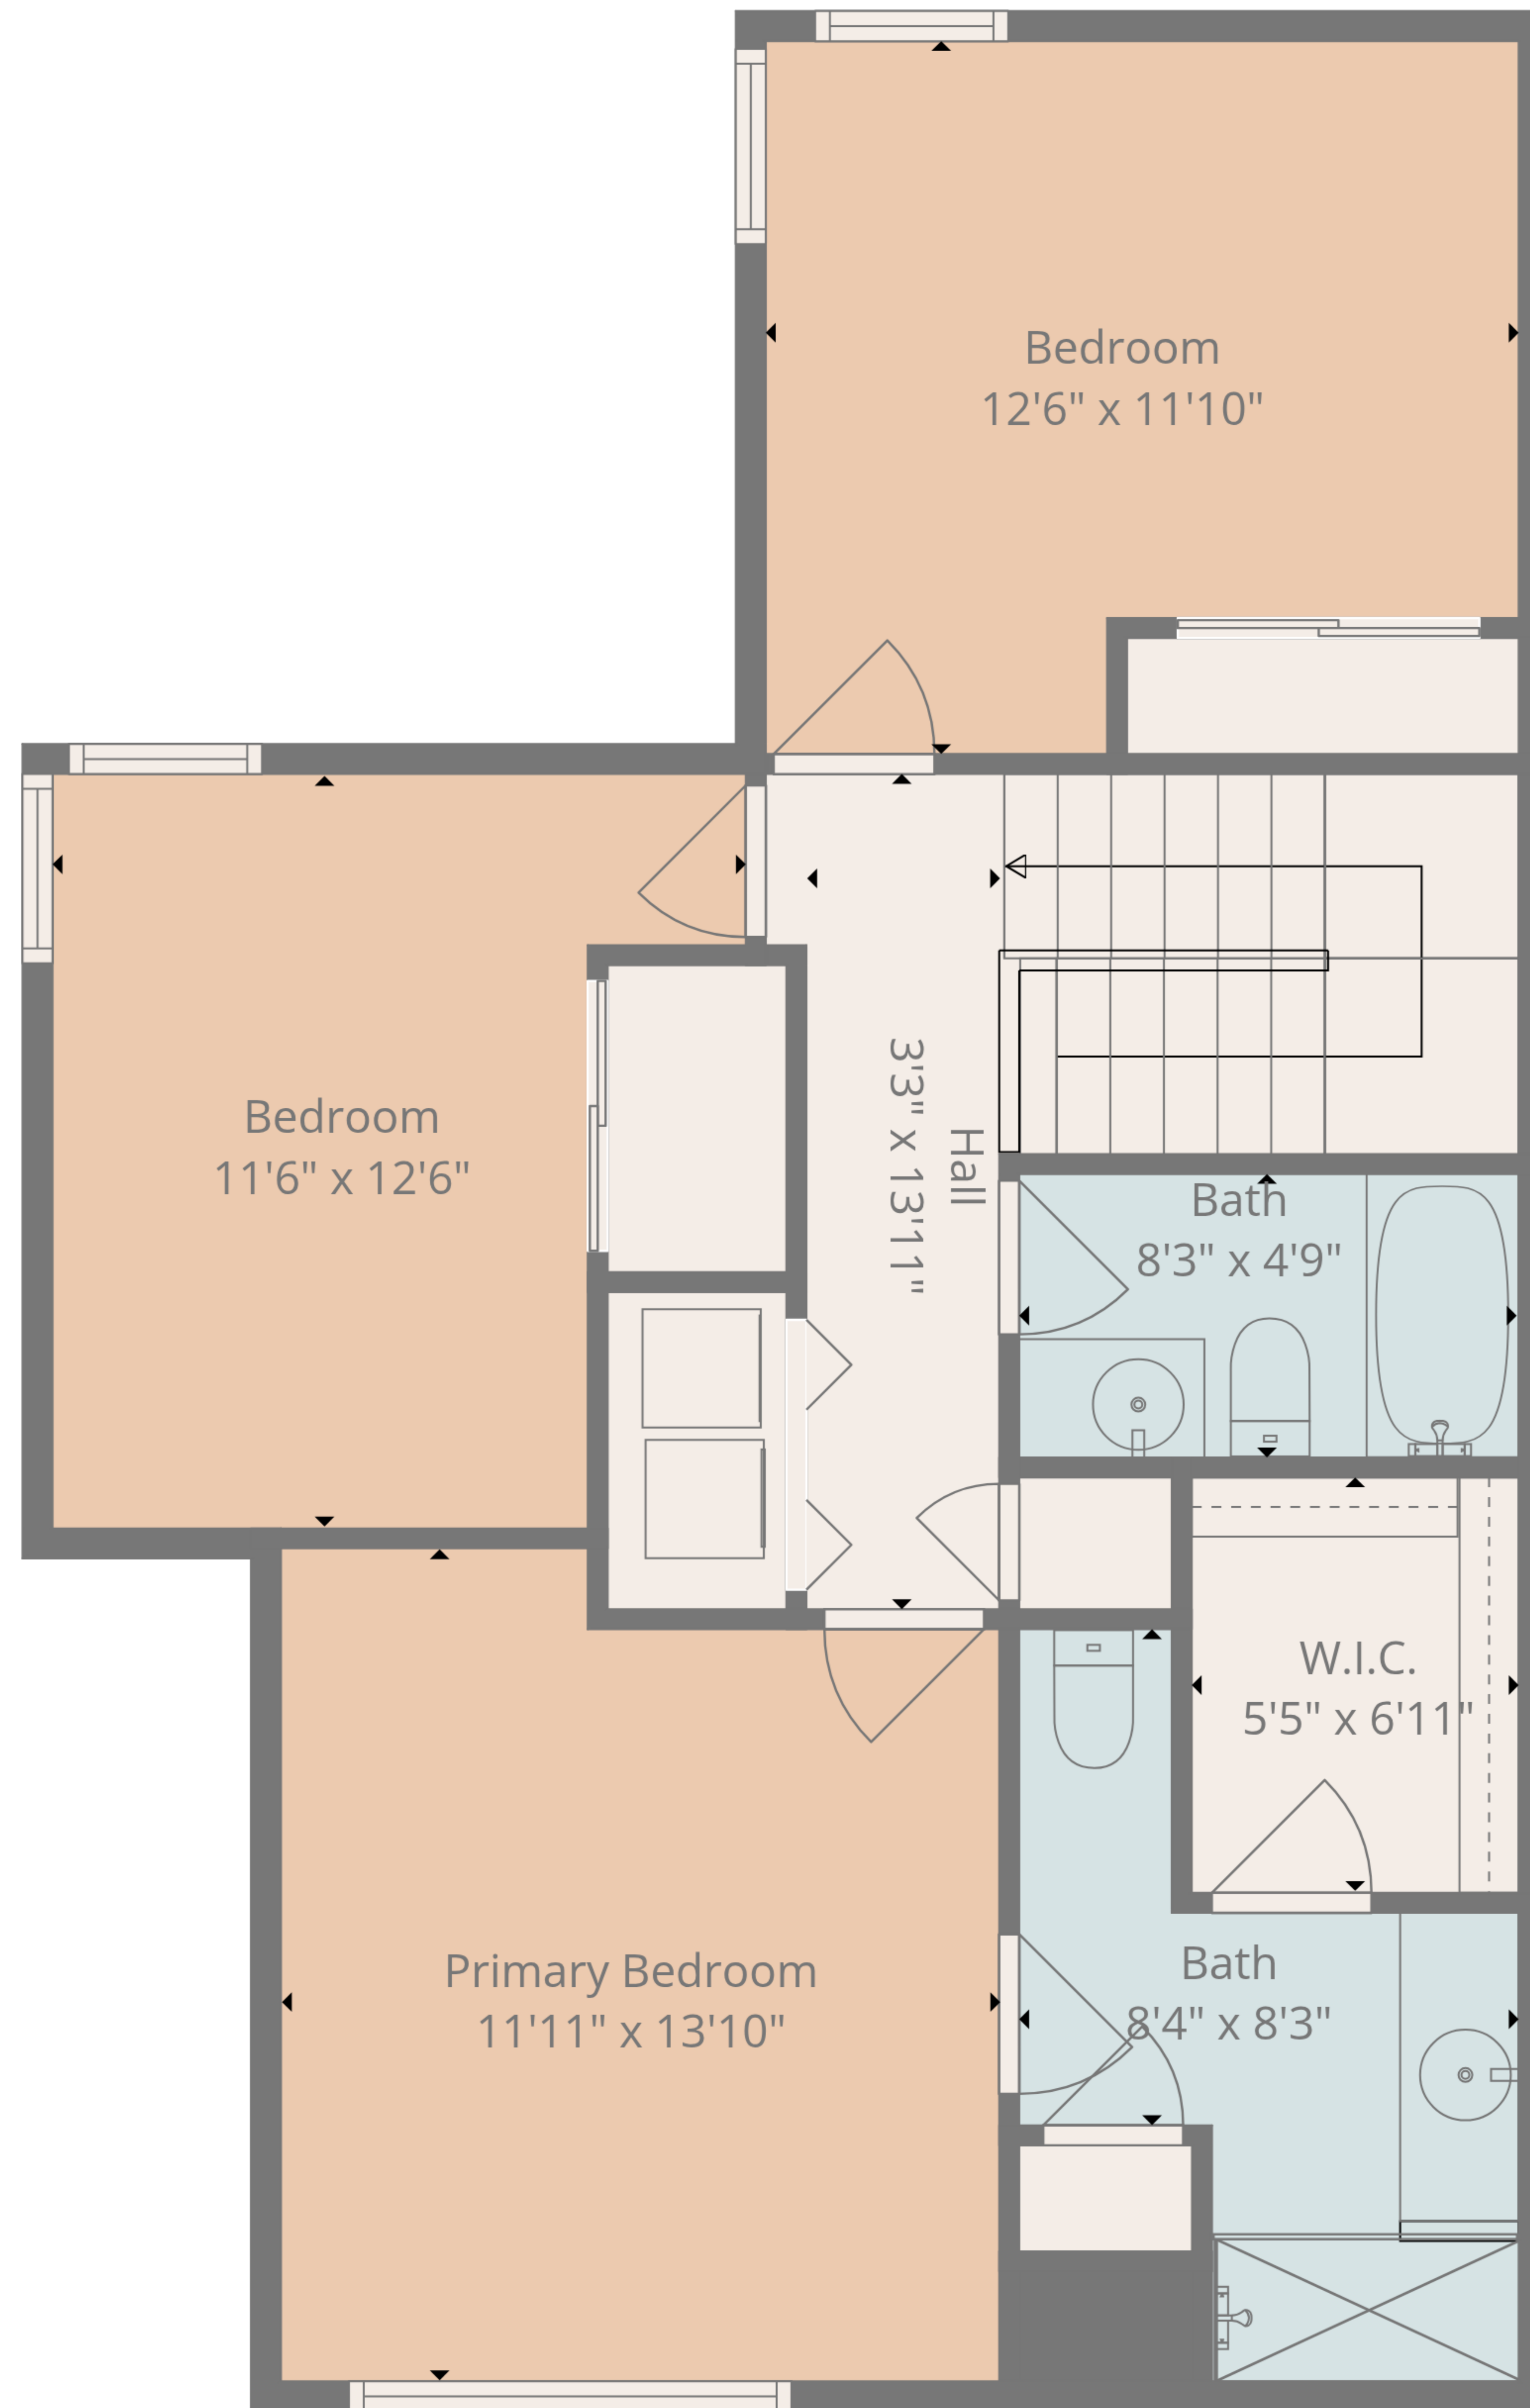 Bedroom
12'6" x 11'10"
Bedroom
11'6" x 12'6"
Hall
3'3" x 13'11"
Bath
8'3" x 4'9"
W.I.C.
5'5" x 6'11"
Primary Bedroom
11'11" x 13'10"
Bath
8'4" x 8'3"